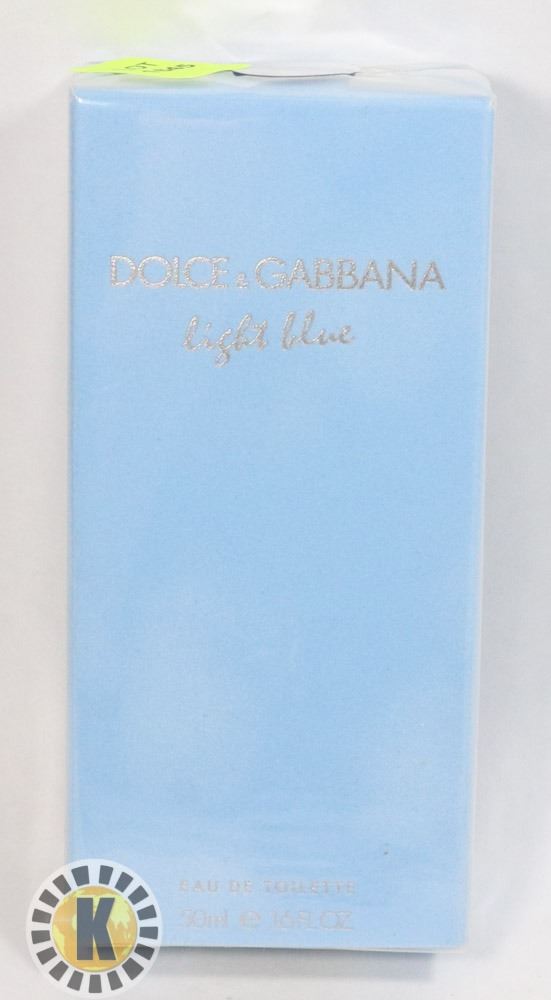 DOLCE & GABBANA
light blue
EAU DE TOILETTE
50ml e 1.6 FL.OZ
K